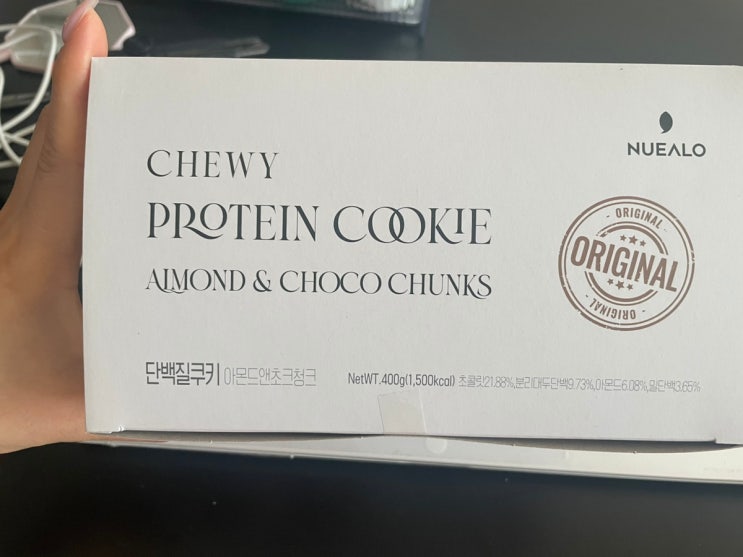 NUEALO
CHEWY
PROTEIN COOKIE
ALMOND & CHOCO CHUNKS
· ORIGINAL ·
ORIGINAL
· ORIGINAL ·
단백질쿠키 아몬드앤초코청크
NetWT.400g(1,500kcal) 초콜릿21.88%,분리대두단백9.73%,아몬드6.08%,밀단백3.65%